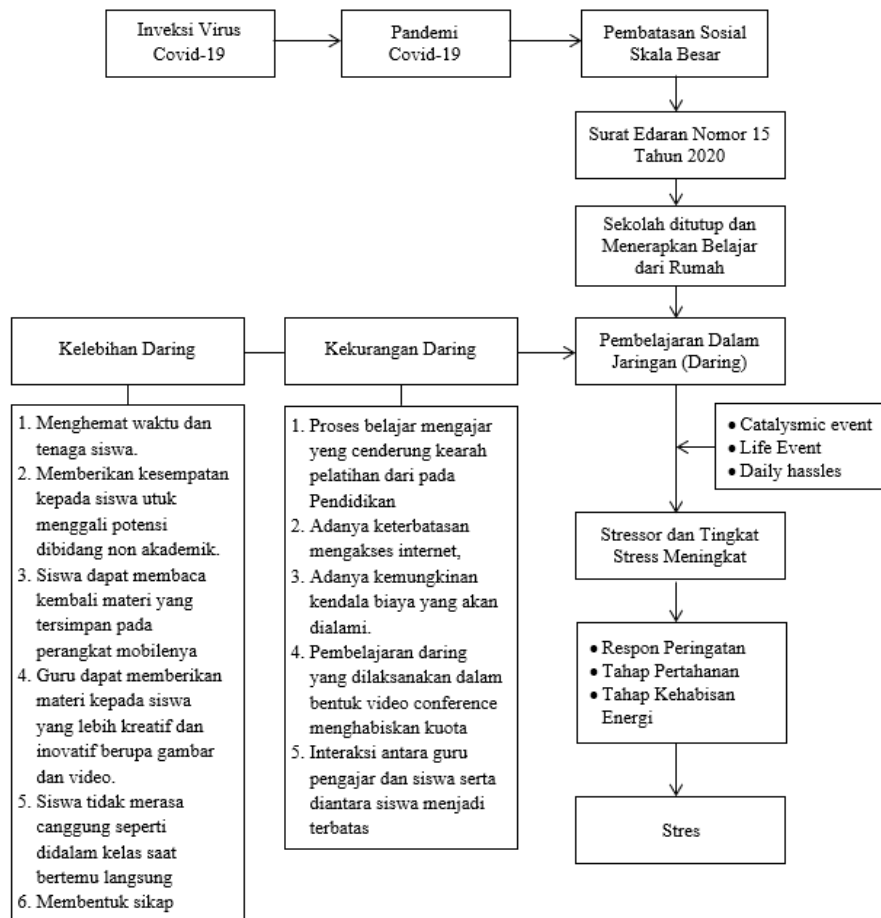 Inveksi Virus
Covid-19
Pandemi
Covid-19
Pembatasan Sosial
Skala Besar
Surat Edaran Nomor 15
Tahun 2020
Sekolah ditutup dan
Menerapkan Belajar
dari Rumah
Kelebihan Daring
Kekurangan Daring
Pembelajaran Dalam
Jaringan (Daring)
1. Menghemat waktu dan
tenaga siswa.
2. Memberikan kesempatan
kepada siswa utuk
menggali potensi
dibidang non akademik.
3. Siswa dapat membaca
kembali materi yang
tersimpan pada
perangkat mobilenya
4. Guru dapat memberikan
materi kepada siswa
yang lebih kreatif dan
inovatif berupa gambar
dan video.
5. Siswa tidak merasa
canggung seperti
didalam kelas saat
bertemu langsung
6. Membentuk sikap
1. Proses belajar mengajar
yeng cenderung kearah
pelatihan dari pada
Pendidikan
2. Adanya keterbatasan
mengakses internet,
3. Adanya kemungkinan
kendala biaya yang akan
dialami.
4. Pembelajaran daring
yang dilaksanakan dalam
bentuk video conference
menghabiskan kuota
5. Interaksi antara guru
pengajar dan siswa serta
diantara siswa menjadi
terbatas
• Catalysmic event
• Life Event
• Daily hassles
Stressor dan Tingkat
Stress Meningkat
• Respon Peringatan
• Tahap Pertahanan
• Tahap Kehabisan
Energi
Stres